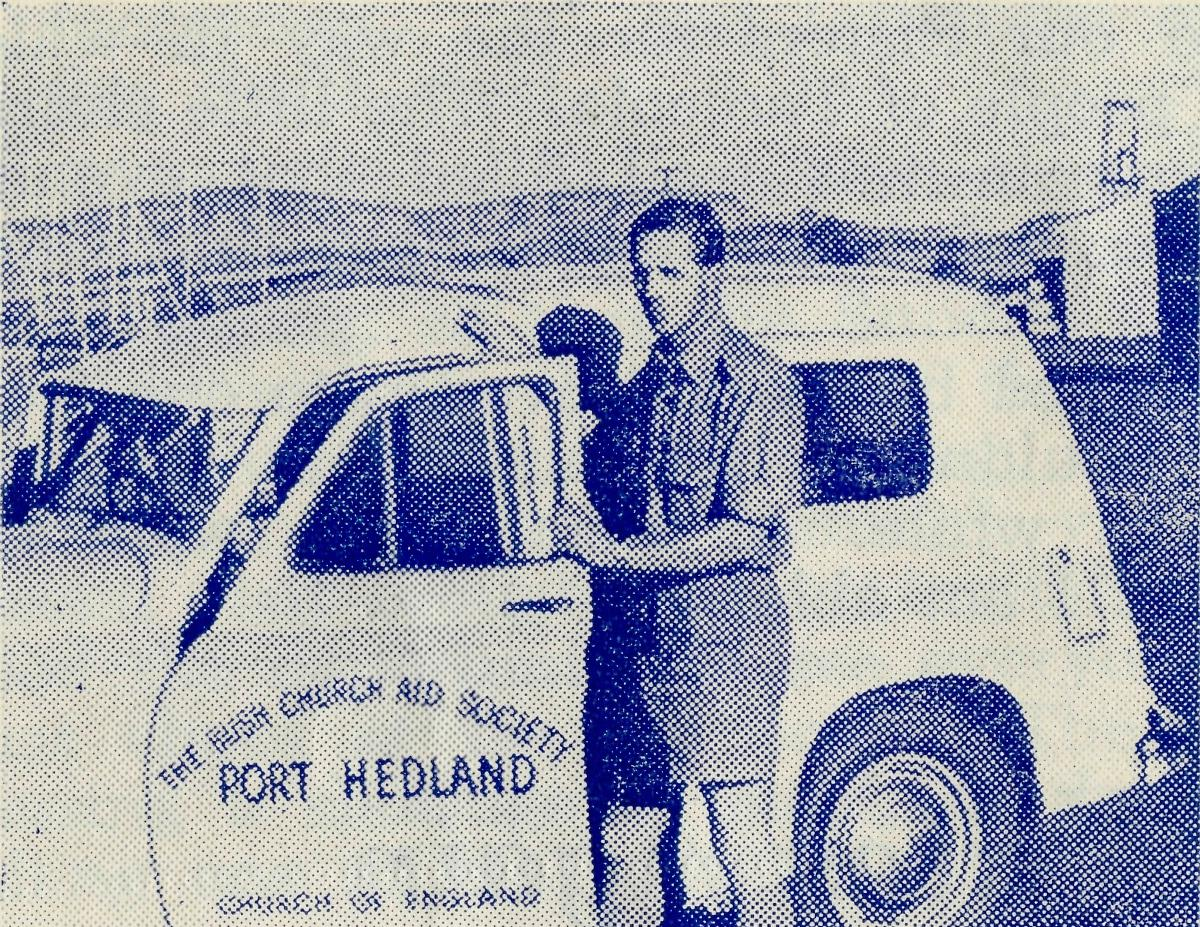 THE BUSH CHURCH AID SOCIETY
PORT HEDLAND
CHURCH OF ENGLAND